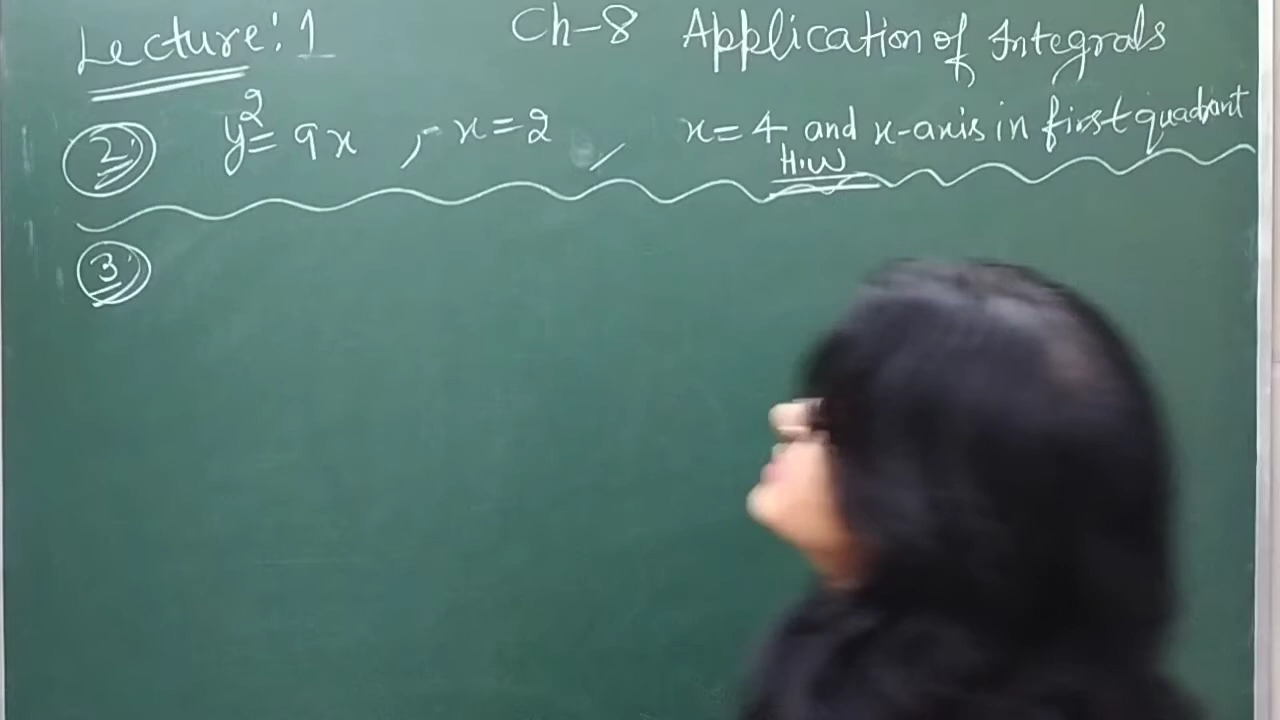 Lecture: 1 Ch-8 Application of Integrals
2. y²= 9x , x=2 , x=4 and x-axis in first quadrant
H.W
3.